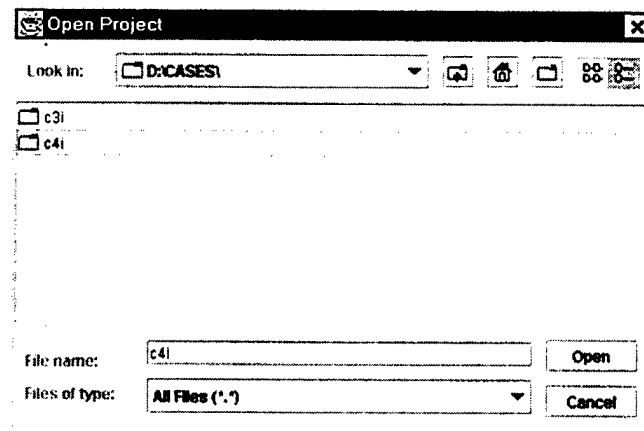 Open Project
Look in: D:\CASES\
c3i
c4i
File name: c4i Open
Files of type: All Files (*.*) Cancel